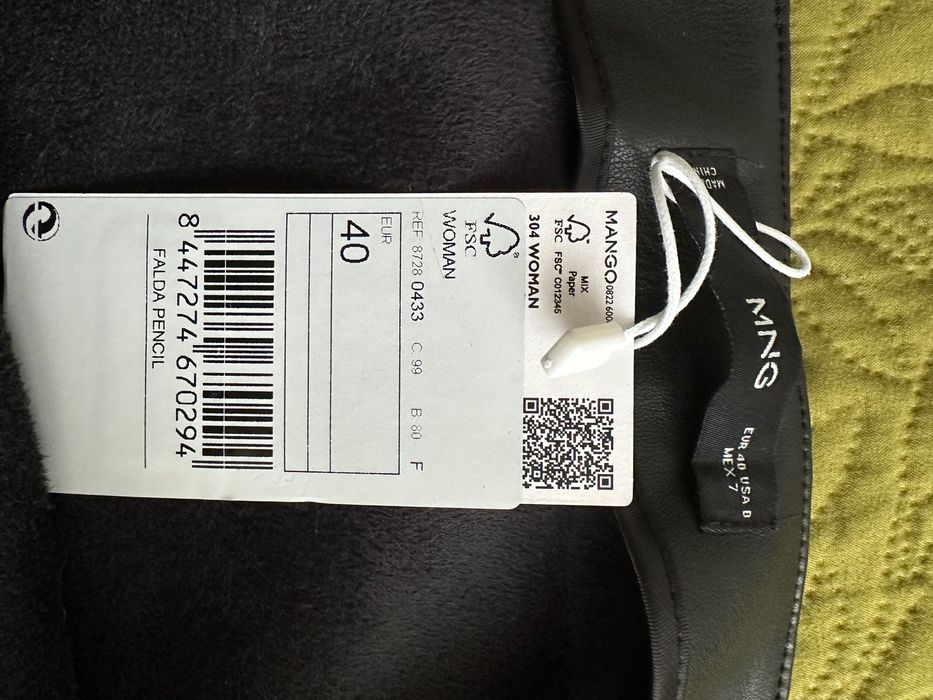 MANGO 0822 600
304 WOMAN
MIX
Paper
FSC FSC® C012345
FSC®
WOMAN
REF 8728 0433 C 99 B 80 F
EUR
40
8 447274 670294
FALDA PENCIL
CHIN
MNG
EUR.40 USA 8
MEX 7